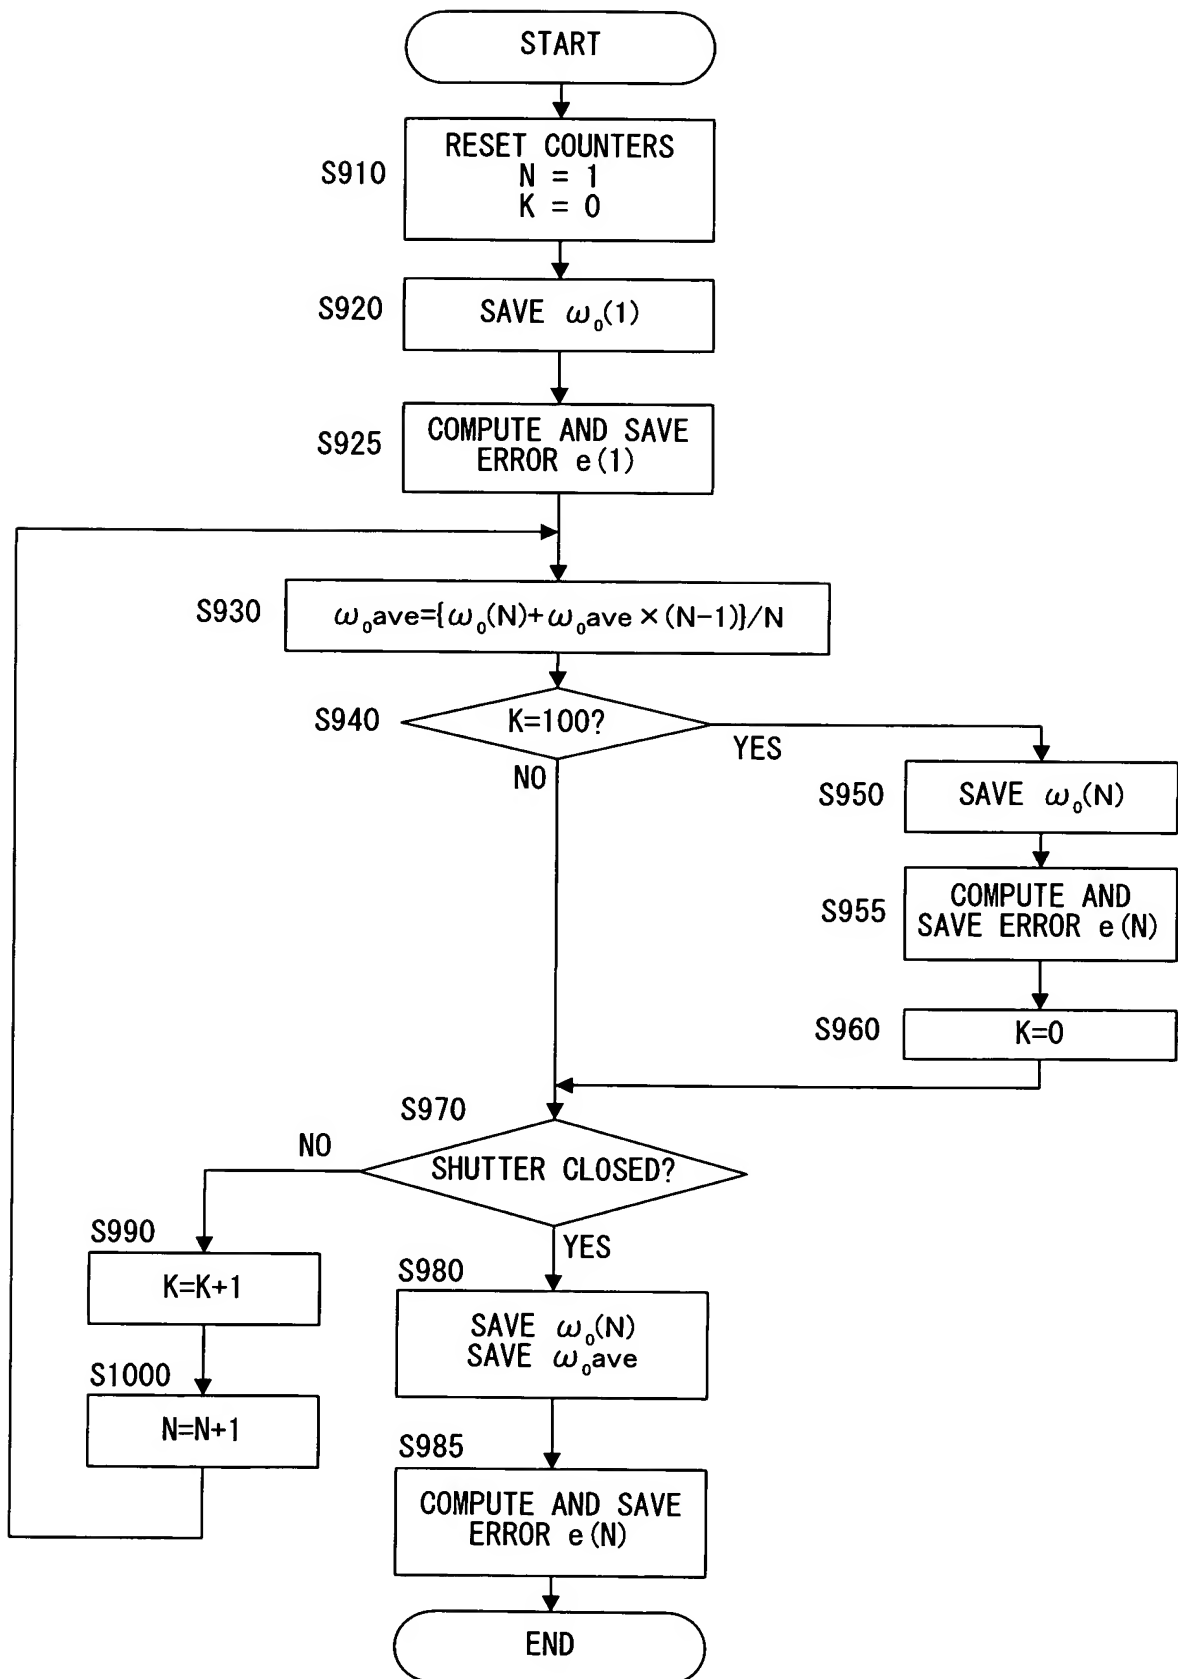 START
S910
RESET COUNTERS
N = 1
K = 0
S920
SAVE ω₀(1)
S925
COMPUTE AND SAVE
ERROR e(1)
S930
ω₀ave={ω₀(N)+ω₀ave×(N-1)}/N
S940
K=100?
YES
NO
S950
SAVE ω₀(N)
S955
COMPUTE AND
SAVE ERROR e(N)
S960
K=0
S970
NO
SHUTTER CLOSED?
S990
YES
K=K+1
S980
SAVE ω₀(N)
SAVE ω₀ave
S1000
N=N+1
S985
COMPUTE AND SAVE
ERROR e(N)
END